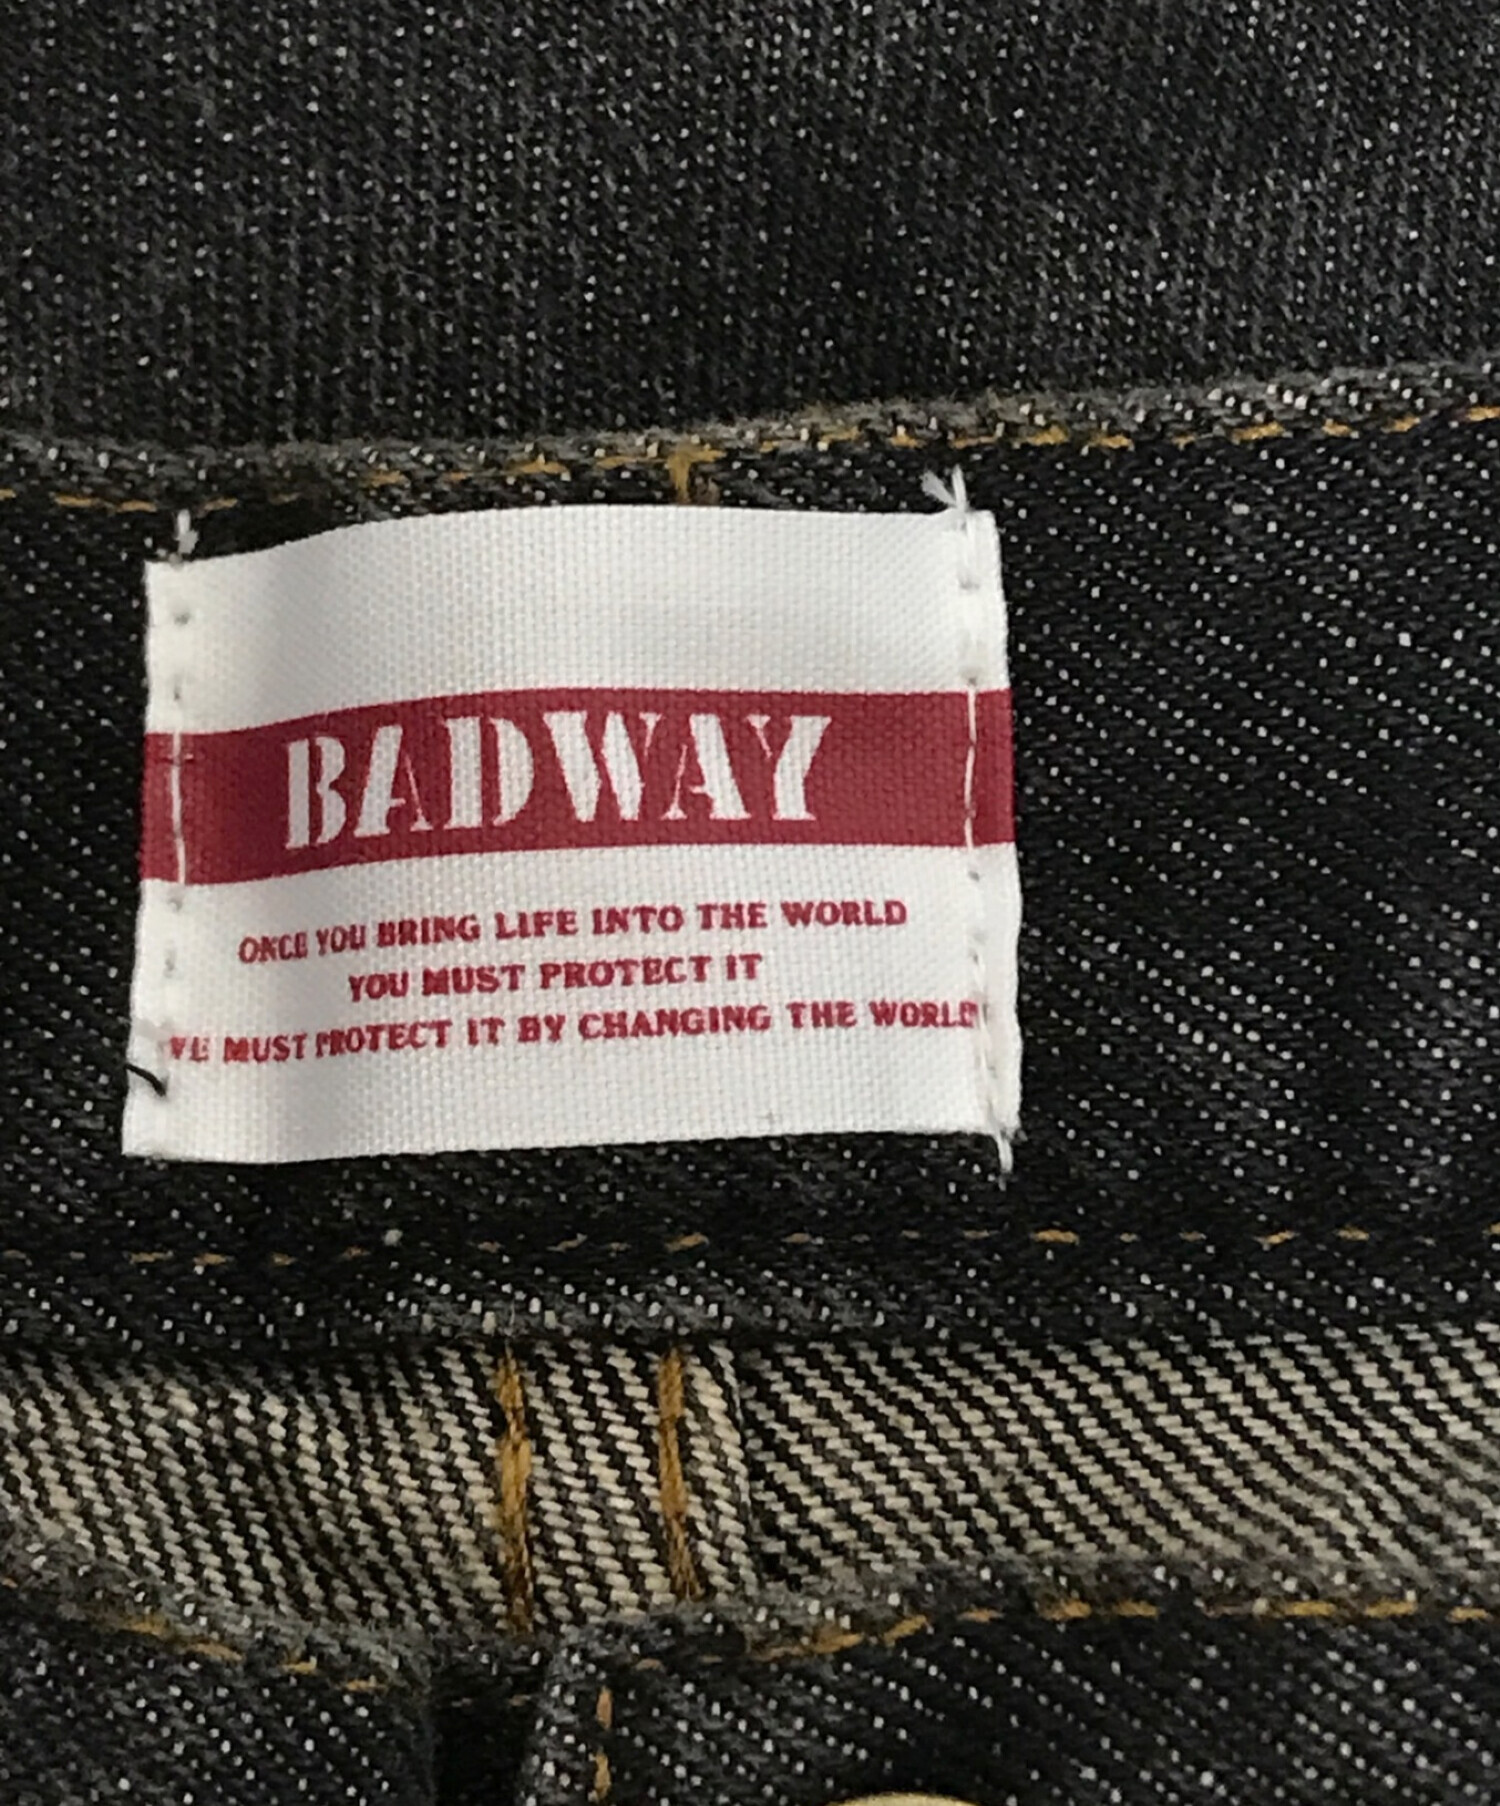 BADWAY
ONCE YOU BRING LIFE INTO THE WORLD
YOU MUST PROTECT IT
WE MUST PROTECT IT BY CHANGING THE WORLD